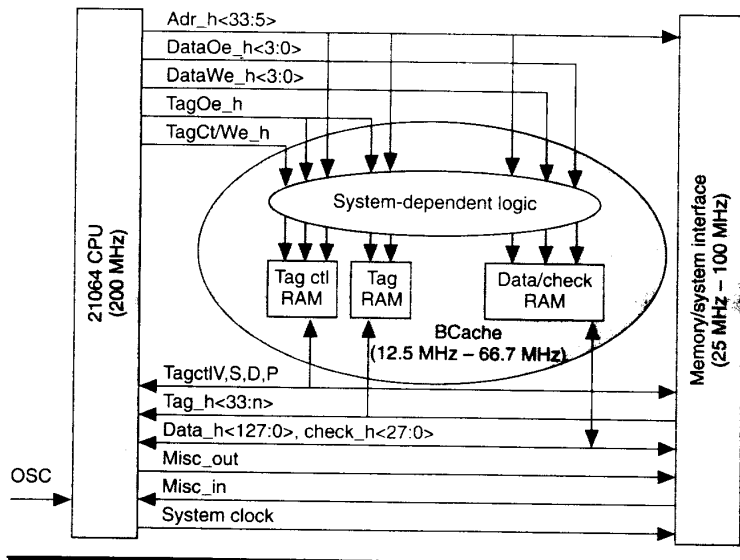 Adr_h<33:5>
DataOe_h<3:0>
DataWe_h<3:0>
TagOe_h
TagCt/We_h
21064 CPU
(200 MHz)
System-dependent logic
Tag ctl
RAM
Tag
RAM
Data/check
RAM
BCache
(12.5 MHz – 66.7 MHz)
Memory/system interface
(25 MHz – 100 MHz)
TagctlV,S,D,P
Tag_h<33:n>
Data_h<127:0>, check_h<27:0>
Misc_out
OSC
Misc_in
System clock